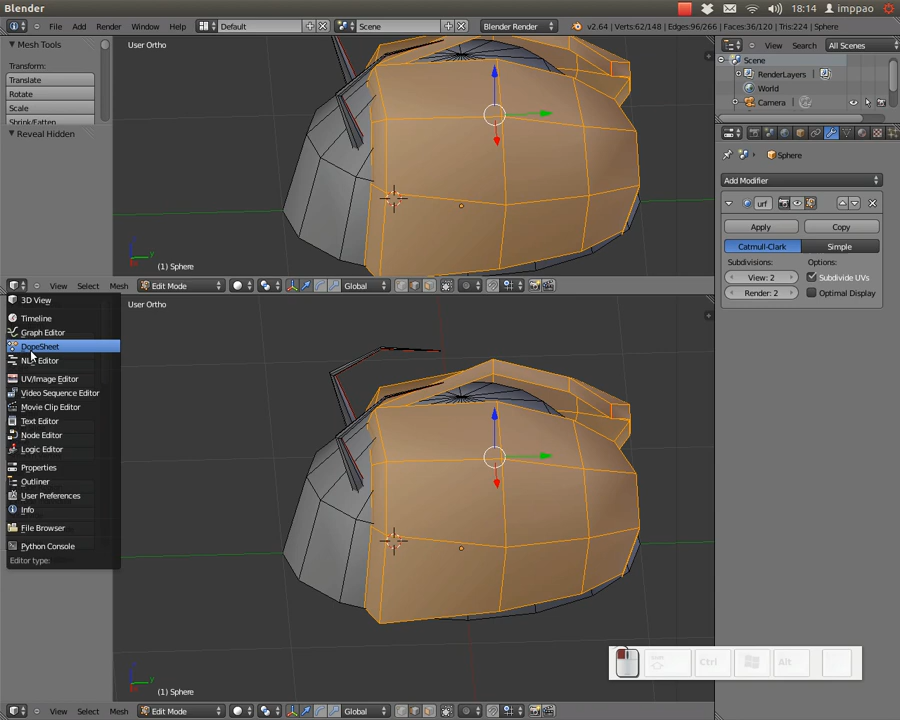 Blender
18:14 imppao
File Add Render Window Help Default Scene Blender Render v2.64 | Verts:62/148 | Edges:96/266 | Faces:36/120 | Tris:224 | Sphere
Mesh Tools
Transform:
Translate
Rotate
Scale
Shrink/Fatten
Reveal Hidden
User Ortho
(1) Sphere
View Search All Scenes
Scene
RenderLayers
World
Camera
Sphere
Add Modifier
urf
Apply Copy
Catmull-Clark Simple
Subdivisions: Options:
View: 2 Subdivide UVs
Render: 2 Optimal Display
View Select Mesh Edit Mode Global
3D View
Timeline
Graph Editor
DopeSheet
NLA Editor
UV/Image Editor
Video Sequence Editor
Movie Clip Editor
Text Editor
Node Editor
Logic Editor
Properties
Outliner
User Preferences
Info
File Browser
Python Console
Editor type:
User Ortho
(1) Sphere
Shift Ctrl Alt
View Select Mesh Edit Mode Global